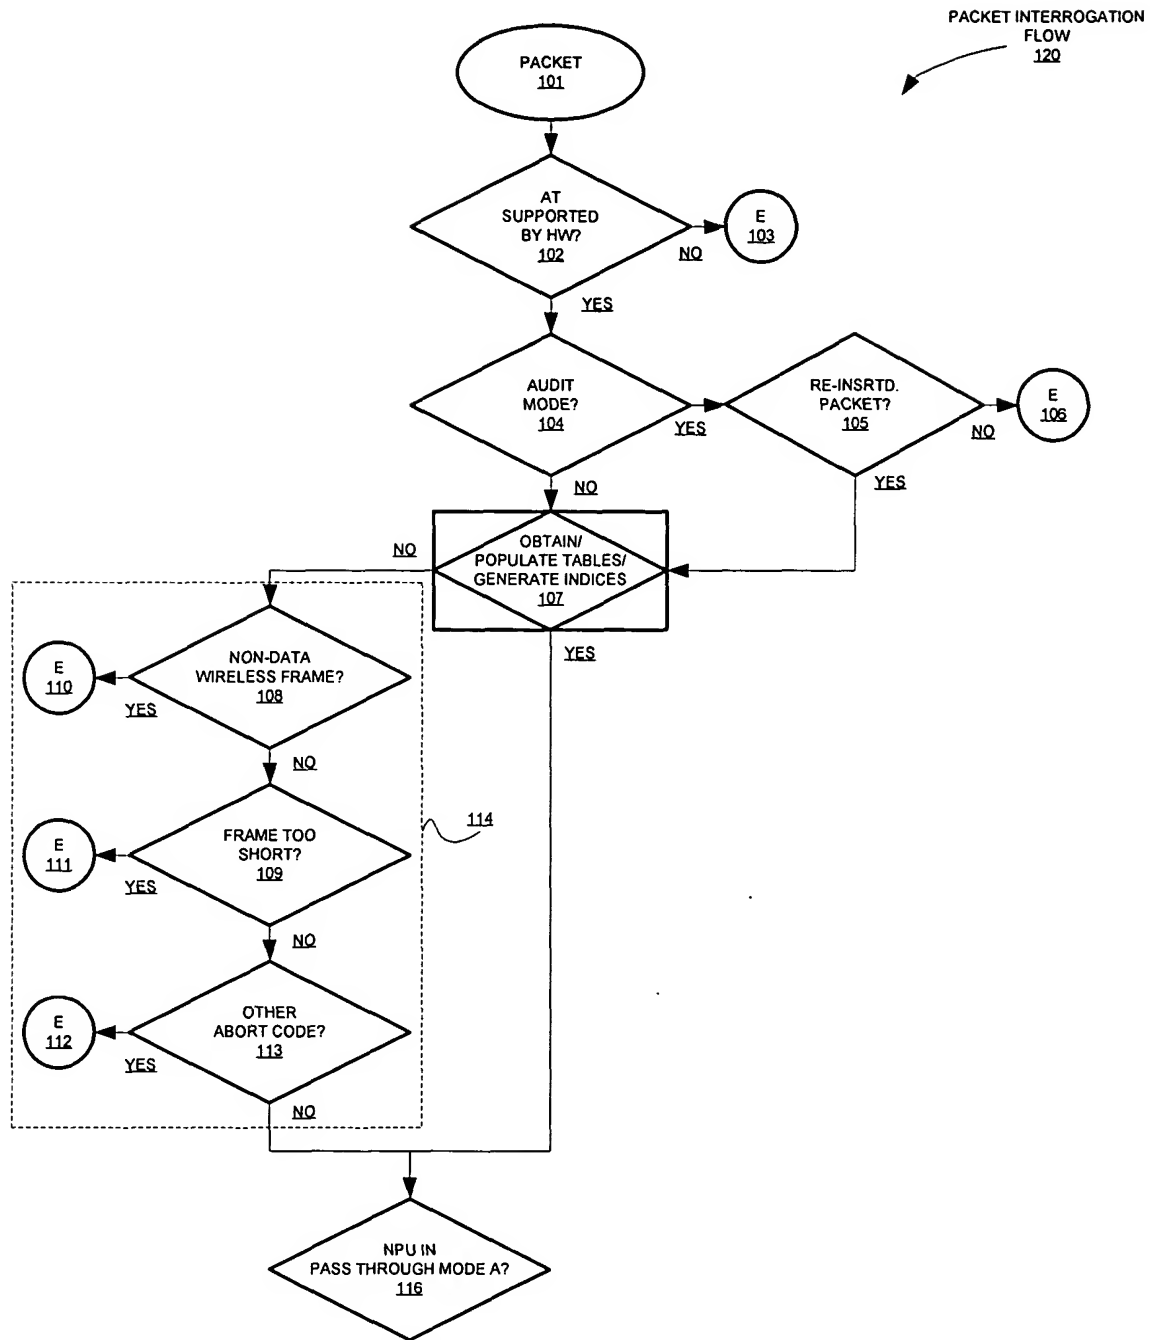 PACKET INTERROGATION
FLOW
120
PACKET
101
AT
SUPPORTED
BY HW?
102
NO
E
103
YES
AUDIT
MODE?
104
YES
RE-INSRTD.
PACKET?
105
NO
E
106
NO
YES
OBTAIN/
POPULATE TABLES/
GENERATE INDICES
107
NO
YES
NON-DATA
WIRELESS FRAME?
108
YES
E
110
NO
FRAME TOO
SHORT?
109
YES
E
111
114
NO
OTHER
ABORT CODE?
113
YES
E
112
NO
NPU IN
PASS THROUGH MODE A?
116